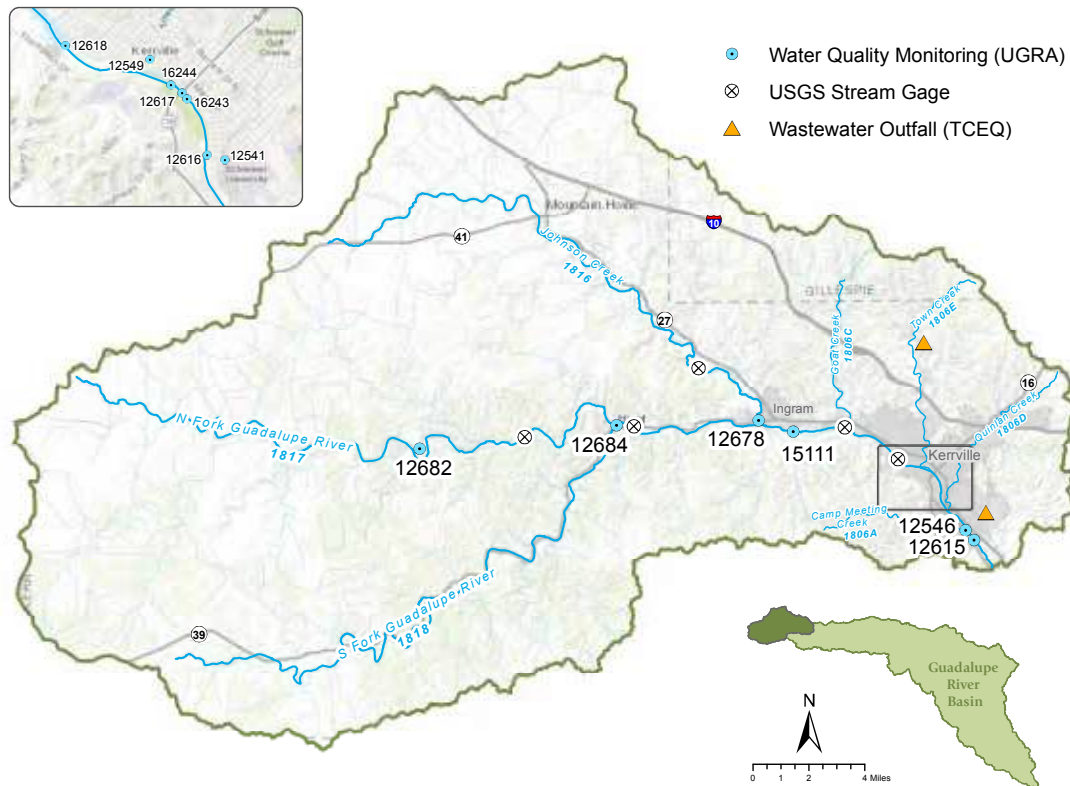 12618
Kerrville
12549
16244
12617
16243
12616
12541
Schreiner
University
Water Quality Monitoring (UGRA)
USGS Stream Gage
Wastewater Outfall (TCEQ)
Mountain Home
10
41
Johnson Creek
1816
GILLESPIE
27
Goat Creek
1806C
Town Creek
1806E
16
Quinlan Creek
1806D
Ingram
N Fork Guadalupe River
1817
12682
12684
12678
15111
Kerrville
Camp Meeting
Creek
1806A
12546
12615
S Fork Guadalupe River
1818
39
Guadalupe
River
Basin
N
0 1 2 4 Miles